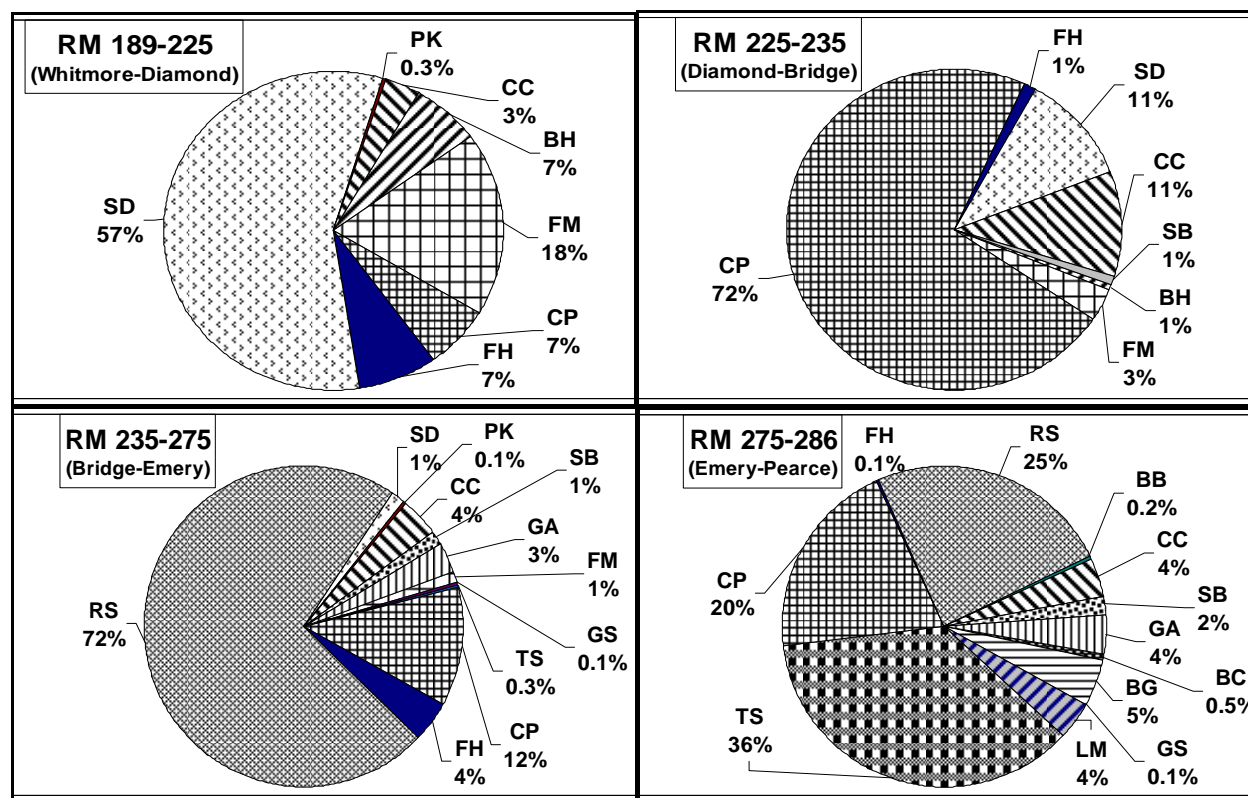 RM 189-225
(Whitmore-Diamond)
PK
0.3%
CC
3%
BH
7%
FM
18%
CP
7%
FH
7%
SD
57%
RM 225-235
(Diamond-Bridge)
FH
1%
SD
11%
CC
11%
SB
1%
BH
1%
FM
3%
CP
72%
RM 235-275
(Bridge-Emery)
SD
1%
PK
0.1%
CC
4%
SB
1%
GA
3%
FM
1%
GS
0.1%
TS
0.3%
CP
12%
FH
4%
RS
72%
RM 275-286
(Emery-Pearce)
FH
0.1%
RS
25%
BB
0.2%
CC
4%
SB
2%
GA
4%
BC
0.5%
BG
5%
GS
0.1%
LM
4%
TS
36%
CP
20%